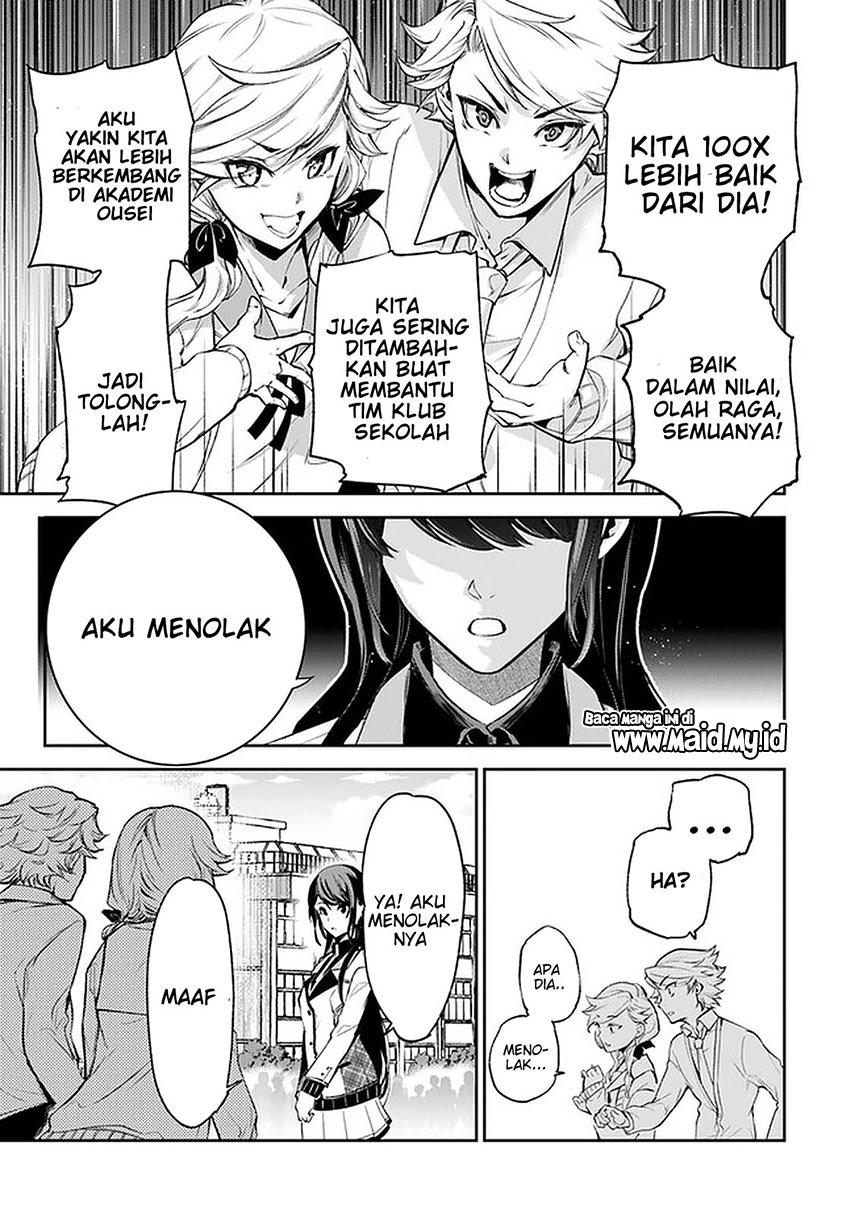 KITA 100X
LEBIH BAIK
DARI DIA!
BAIK
DALAM NILAI,
OLAH RAGA,
SEMUANYA!
KITA
JUGA SERING
DITAMBAH-
KAN BUAT
MEMBANTU
TIM KLUB
SEKOLAH
AKU
YAKIN KITA
AKAN LEBIH
BERKEMBANG
DI AKADEMI
OUSEI
JADI
TOLONG-
LAH!
AKU MENOLAK
Baca Manga ini di
www.Maid.My.id
...
HA?
APA
DIA..
MENO-
LAK...
YA! AKU
MENOLAK-
NYA
MAAF